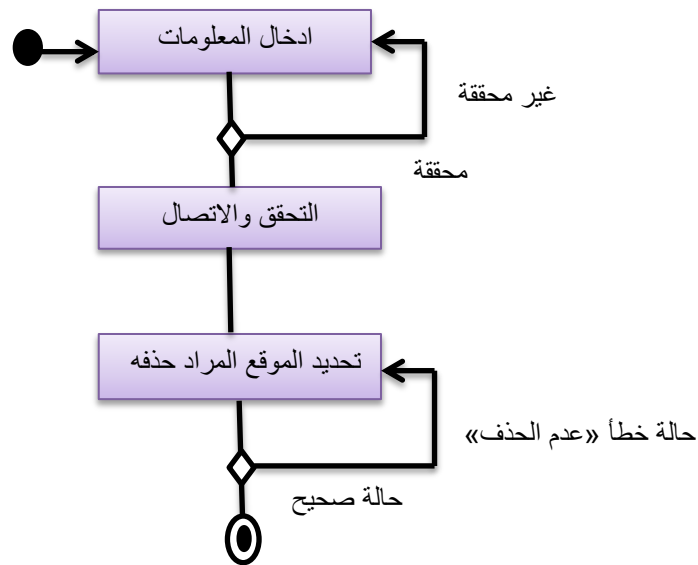 ادخال المعلومات
غير محققة
محققة
التحقق والاتصال
تحديد الموقع المراد حذفه
حالة خطأ «عدم الحذف»
حالة صحيح